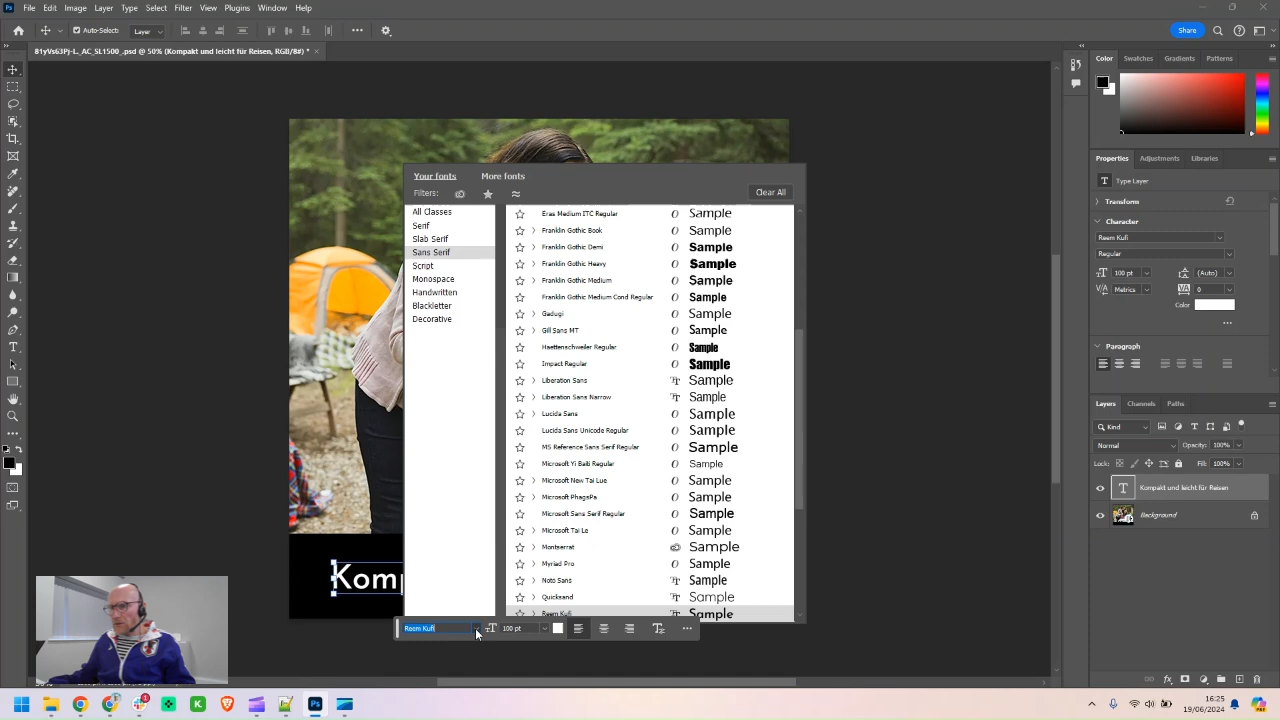 File Edit Image Layer Type Select Filter View Plugins Window Help
Auto-Select: Layer
Share
81yVs63Pj-L._AC_SL1500_.psd @ 50% (Kompakt und leicht für Reisen, RGB/8#) *
Your fonts More fonts
Filters: Clear All
All Classes
Serif
Slab Serif
Sans Serif
Script
Monospace
Handwritten
Blackletter
Decorative
Eras Medium ITC Regular Sample
Franklin Gothic Book Sample
Franklin Gothic Demi Sample
Franklin Gothic Heavy Sample
Franklin Gothic Medium Sample
Franklin Gothic Medium Cond Regular Sample
Gadugi Sample
Gill Sans MT Sample
Haettenschweiler Regular Sample
Impact Regular Sample
Liberation Sans Sample
Liberation Sans Narrow Sample
Lucida Sans Sample
Lucida Sans Unicode Regular Sample
MS Reference Sans Serif Regular Sample
Microsoft Yi Baiti Regular Sample
Microsoft New Tai Lue Sample
Microsoft PhagsPa Sample
Microsoft Sans Serif Regular Sample
Microsoft Tai Le Sample
Montserrat Sample
Myriad Pro Sample
Noto Sans Sample
Quicksand Sample
Reem Kufi Sample
Komp
Reem Kufi 100 pt
Color Swatches Gradients Patterns
Properties Adjustments Libraries
Type Layer
Transform
Character
Reem Kufi
Regular
100 pt (Auto)
Metrics 0
Color
Paragraph
Layers Channels Paths
Kind
Normal Opacity: 100%
Lock: Fill: 100%
Kompakt und leicht für Reisen
Background
16:25
19/06/2024